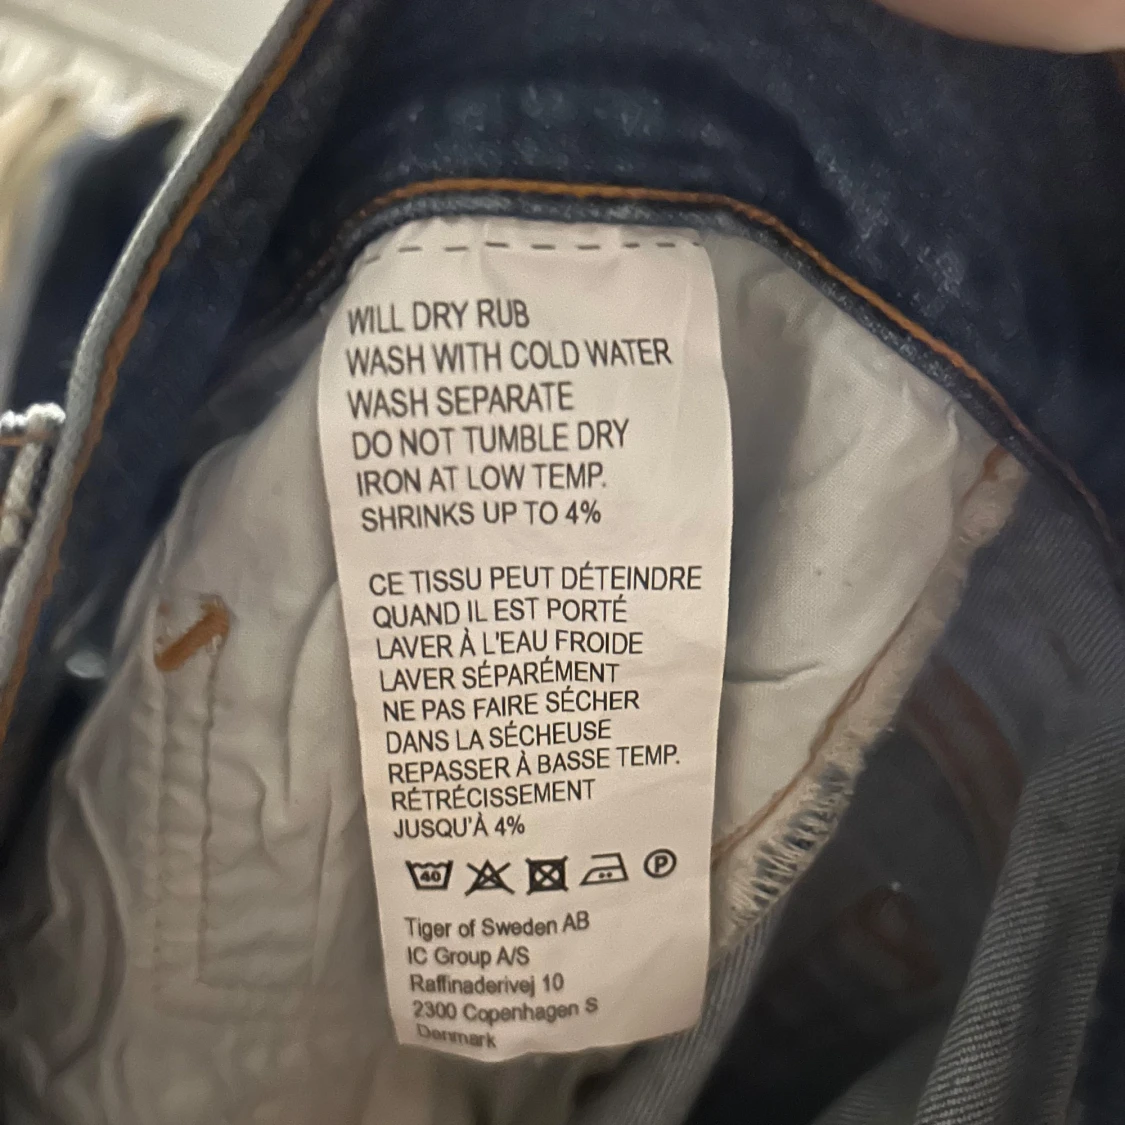 WILL DRY RUB
WASH WITH COLD WATER
WASH SEPARATE
DO NOT TUMBLE DRY
IRON AT LOW TEMP.
SHRINKS UP TO 4%
CE TISSU PEUT DÉTEINDRE
QUAND IL EST PORTÉ
LAVER À L'EAU FROIDE
LAVER SÉPARÉMENT
NE PAS FAIRE SÉCHER
DANS LA SÉCHEUSE
REPASSER À BASSE TEMP.
RÉTRÉCISSEMENT
JUSQU'À 4%
40 P
Tiger of Sweden AB
IC Group A/S
Raffinaderivej 10
2300 Copenhagen S
Denmark